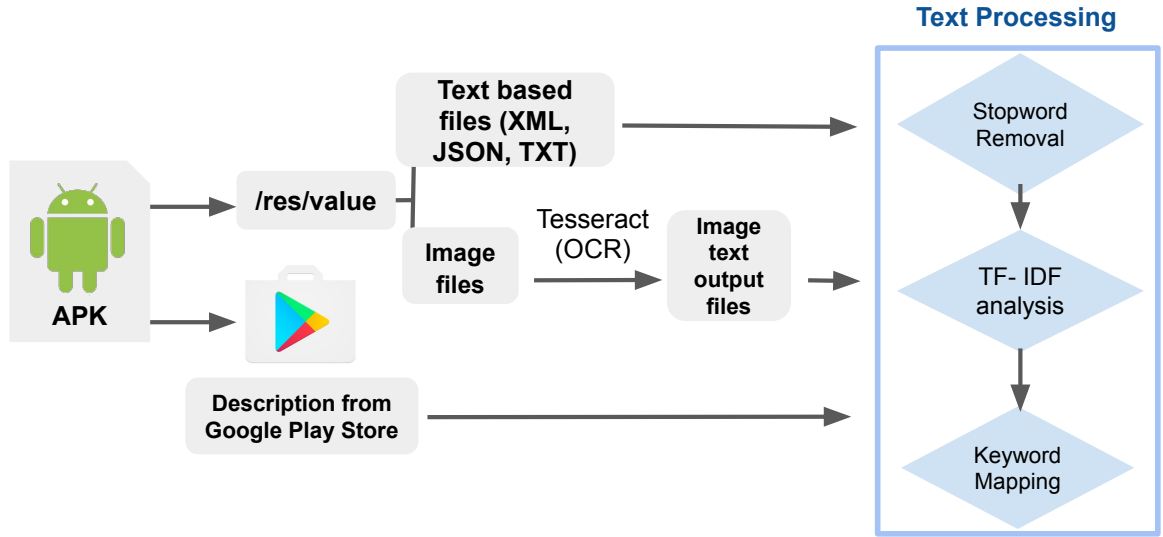 Text Processing
Text based
files (XML,
JSON, TXT)
Stopword
Removal
/res/value
Image
files
Tesseract
(OCR)
Image
text
output
files
TF- IDF
analysis
APK
Description from
Google Play Store
Keyword
Mapping